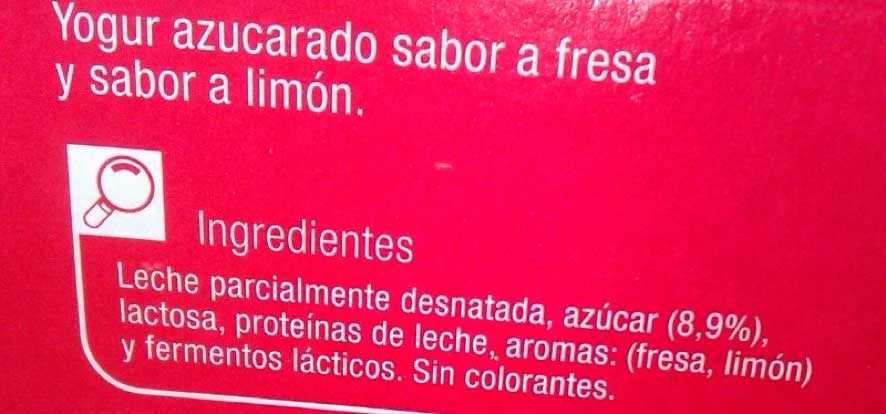 Yogur azucarado sabor a fresa
y sabor a limón.
Ingredientes
Leche parcialmente desnatada, azúcar (8,9%),
lactosa, proteínas de leche, aromas: (fresa, limón)
y fermentos lácticos. Sin colorantes.